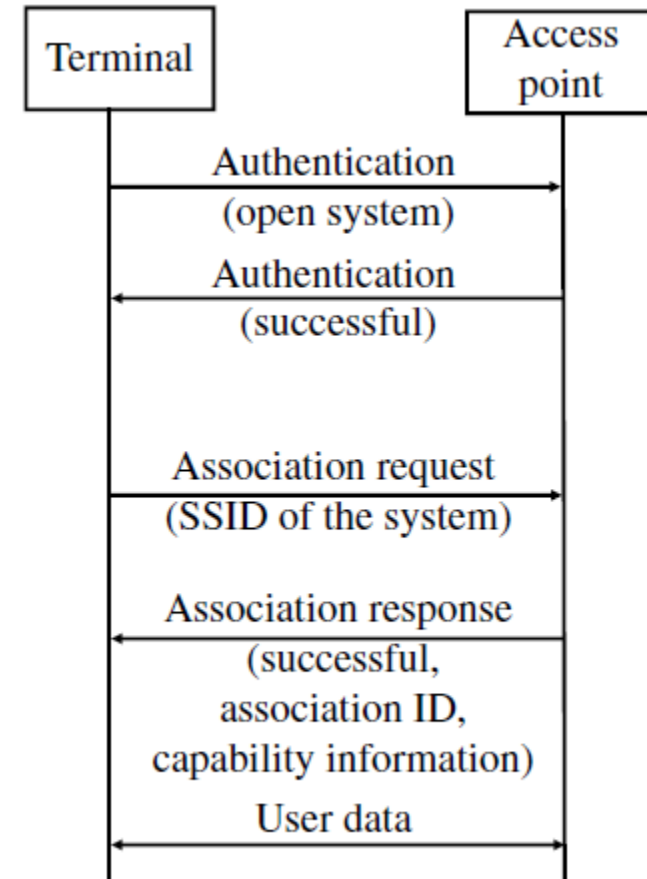 Terminal
Access
point
Authentication
(open system)
Authentication
(successful)
Association request
(SSID of the system)
Association response
(successful,
association ID,
capability information)
User data